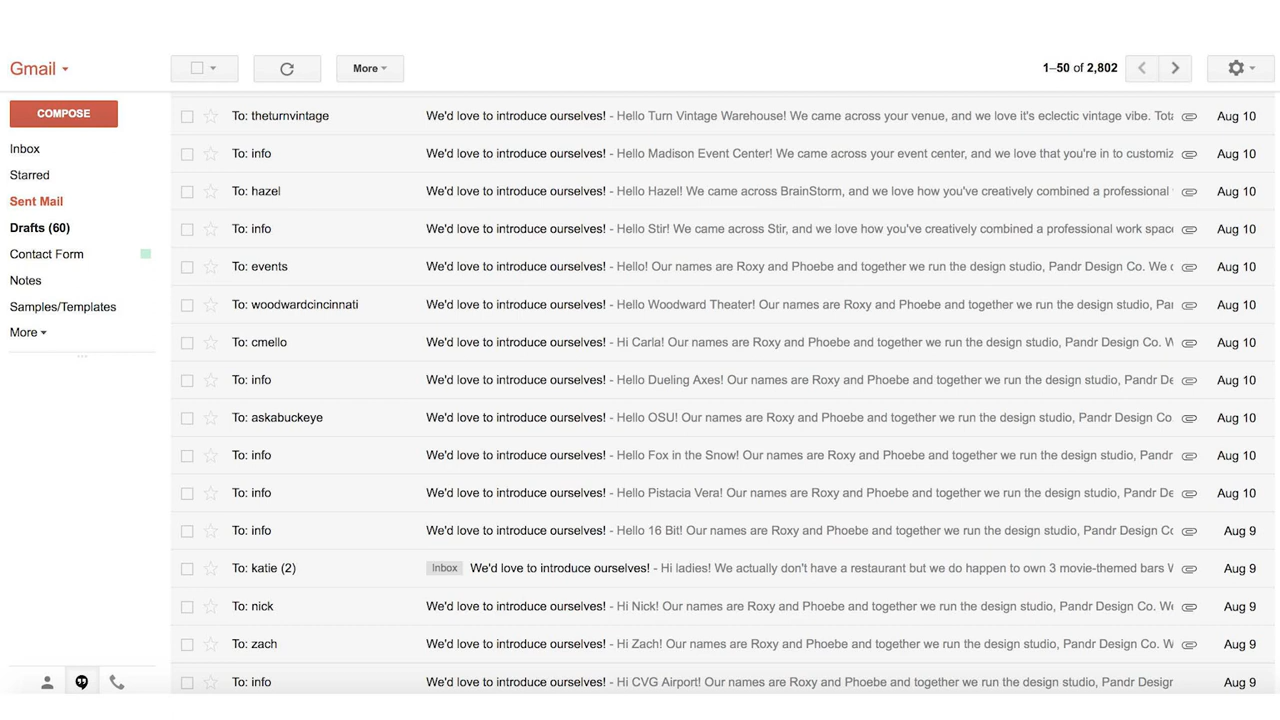 Gmail
More
1–50 of 2,802
COMPOSE
Inbox
Starred
Sent Mail
Drafts (60)
Contact Form
Notes
Samples/Templates
More
To: theturnvintage We'd love to introduce ourselves! - Hello Turn Vintage Warehouse! We came across your venue, and we love it's eclectic vintage vibe. Tota Aug 10
To: info We'd love to introduce ourselves! - Hello Madison Event Center! We came across your event center, and we love that you're in to customiz Aug 10
To: hazel We'd love to introduce ourselves! - Hello Hazel! We came across BrainStorm, and we love how you've creatively combined a professional Aug 10
To: info We'd love to introduce ourselves! - Hello Stir! We came across Stir, and we love how you've creatively combined a professional work space Aug 10
To: events We'd love to introduce ourselves! - Hello! Our names are Roxy and Phoebe and together we run the design studio, Pandr Design Co. We c Aug 10
To: woodwardcincinnati We'd love to introduce ourselves! - Hello Woodward Theater! Our names are Roxy and Phoebe and together we run the design studio, Pan Aug 10
To: cmello We'd love to introduce ourselves! - Hi Carla! Our names are Roxy and Phoebe and together we run the design studio, Pandr Design Co. W Aug 10
To: info We'd love to introduce ourselves! - Hello Dueling Axes! Our names are Roxy and Phoebe and together we run the design studio, Pandr De Aug 10
To: askabuckeye We'd love to introduce ourselves! - Hello OSU! Our names are Roxy and Phoebe and together we run the design studio, Pandr Design Co. Aug 10
To: info We'd love to introduce ourselves! - Hello Fox in the Snow! Our names are Roxy and Phoebe and together we run the design studio, Pandr Aug 10
To: info We'd love to introduce ourselves! - Hello Pistacia Vera! Our names are Roxy and Phoebe and together we run the design studio, Pandr De Aug 10
To: info We'd love to introduce ourselves! - Hello 16 Bit! Our names are Roxy and Phoebe and together we run the design studio, Pandr Design Co Aug 9
To: katie (2) Inbox We'd love to introduce ourselves! - Hi ladies! We actually don't have a restaurant but we do happen to own 3 movie-themed bars W Aug 9
To: nick We'd love to introduce ourselves! - Hi Nick! Our names are Roxy and Phoebe and together we run the design studio, Pandr Design Co. We Aug 9
To: zach We'd love to introduce ourselves! - Hi Zach! Our names are Roxy and Phoebe and together we run the design studio, Pandr Design Co. W Aug 9
To: info We'd love to introduce ourselves! - Hi CVG Airport! Our names are Roxy and Phoebe and together we run the design studio, Pandr Design Aug 9